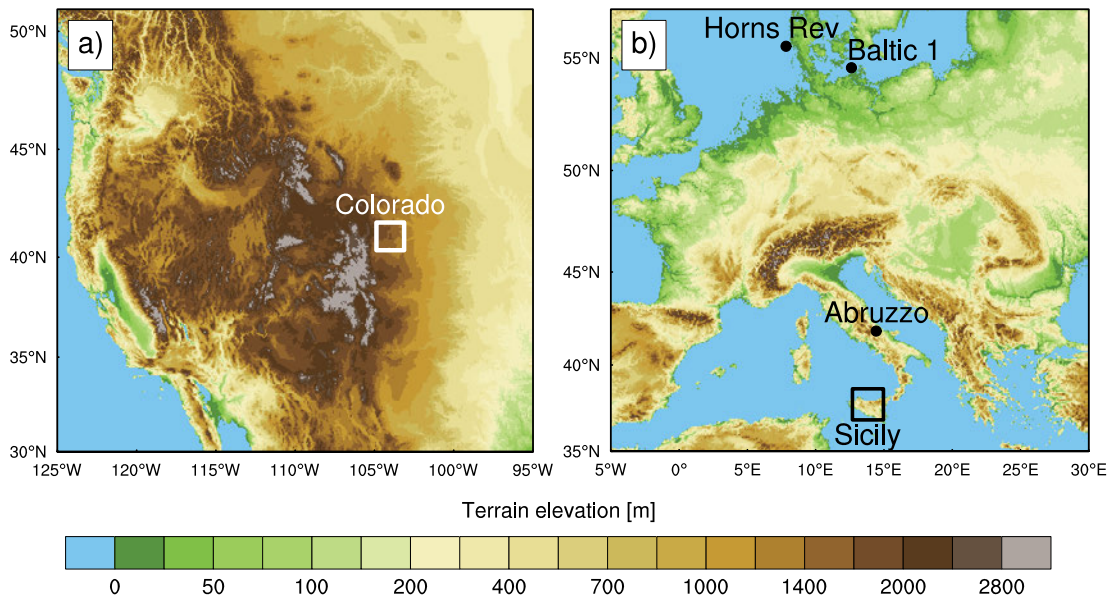 a)
50°N
45°N
Colorado
40°N
35°N
30°N
125°W 120°W 115°W 110°W 105°W 100°W 95°W
b)
Horns Rev
Baltic 1
55°N
50°N
45°N
Abruzzo
40°N
Sicily
35°N
5°W 0° 5°E 10°E 15°E 20°E 25°E 30°E
Terrain elevation [m]
0 50 100 200 400 700 1000 1400 2000 2800